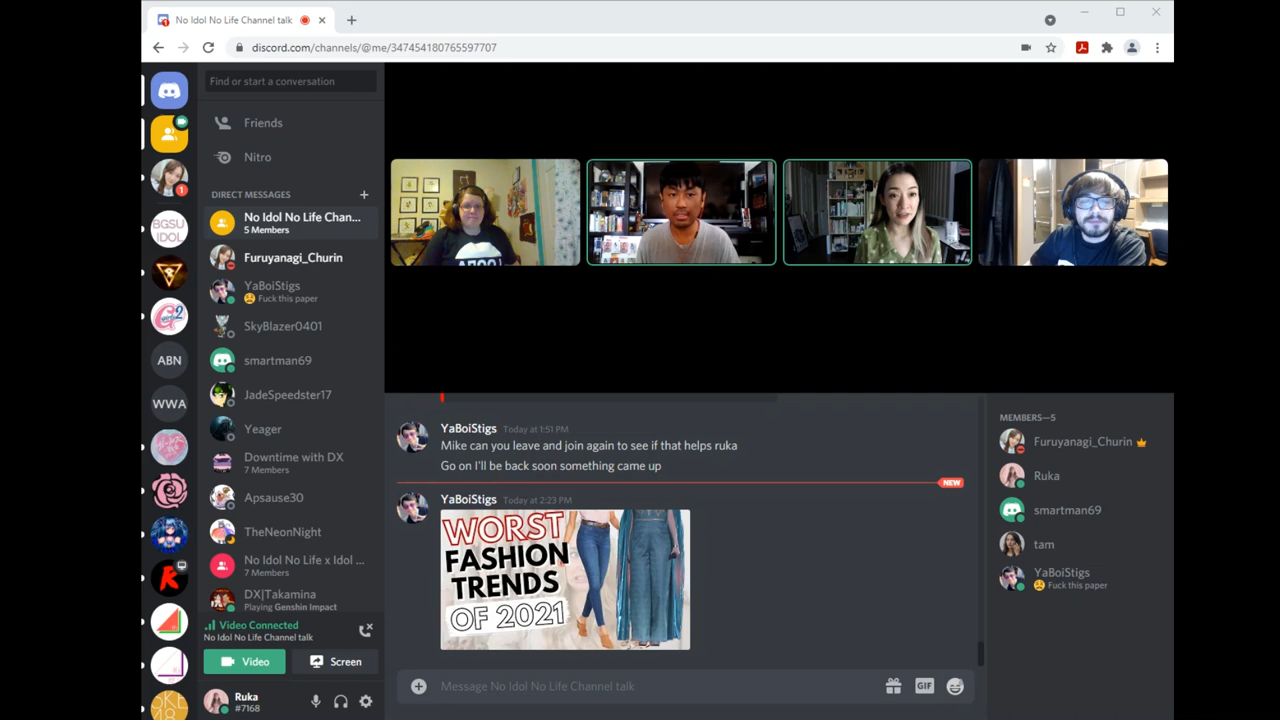 No Idol No Life Channel talk
discord.com/channels/@me/347454180765597707
Find or start a conversation
Friends
Nitro
DIRECT MESSAGES
No Idol No Life Chan...
5 Members
Furuyanagi_Churin
YaBoiStigs
Fuck this paper
SkyBlazer0401
smartman69
JadeSpeedster17
Yeager
Downtime with DX
7 Members
Apsause30
TheNeonNight
No Idol No Life x Idol ...
7 Members
DX|Takamina
Playing Genshin Impact
1
BGSU
IDOL
ABN
WWA
Video Connected
No Idol No Life Channel talk
Video
Screen
Ruka
#7168
YaBoiStigs Today at 1:51 PM
Mike can you leave and join again to see if that helps ruka
Go on I'll be back soon something came up
NEW
YaBoiStigs Today at 2:23 PM
WORST
FASHION
TRENDS
OF 2021
Message No Idol No Life Channel talk
GIF
MEMBERS—5
Furuyanagi_Churin
Ruka
smartman69
tam
YaBoiStigs
Fuck this paper